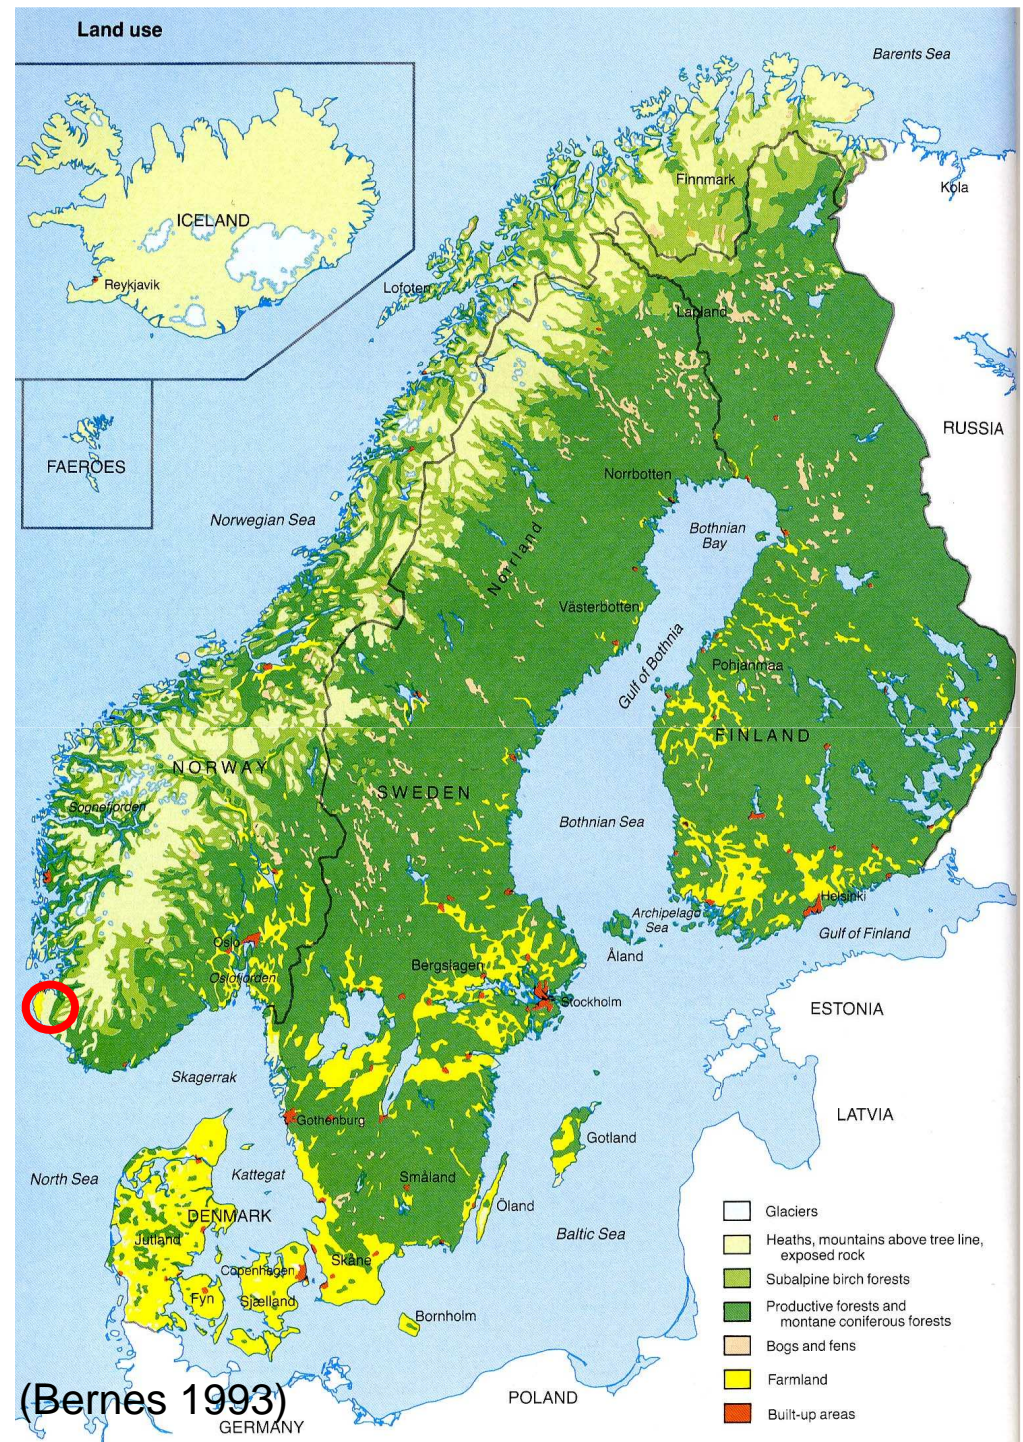 Land use
Barents Sea
Finnmark
Kola
ICELAND
Reykjavik
Lofoten
Lapland
RUSSIA
FAEROES
Norrbotten
Norwegian Sea
Bothnian
Bay
Norrland
Västerbotten
Gulf of Bothnia
Pohjanmaa
FINLAND
NORWAY
SWEDEN
Sognefjorden
Bothnian Sea
Helsinki
Archipelago
Sea
Gulf of Finland
Oslo
Åland
Bergslagen
Oslofjorden
Stockholm
ESTONIA
Skagerrak
LATVIA
Gothenburg
Gotland
North Sea
Kattegat
Småland
Öland
DENMARK
Baltic Sea
Jutland
Skåne
Copenhagen
Fyn
Sjælland
Bornholm
Glaciers
Heaths, mountains above tree line,
exposed rock
Subalpine birch forests
Productive forests and
montane coniferous forests
Bogs and fens
Farmland
Built-up areas
(Bernes 1993)
POLAND
GERMANY